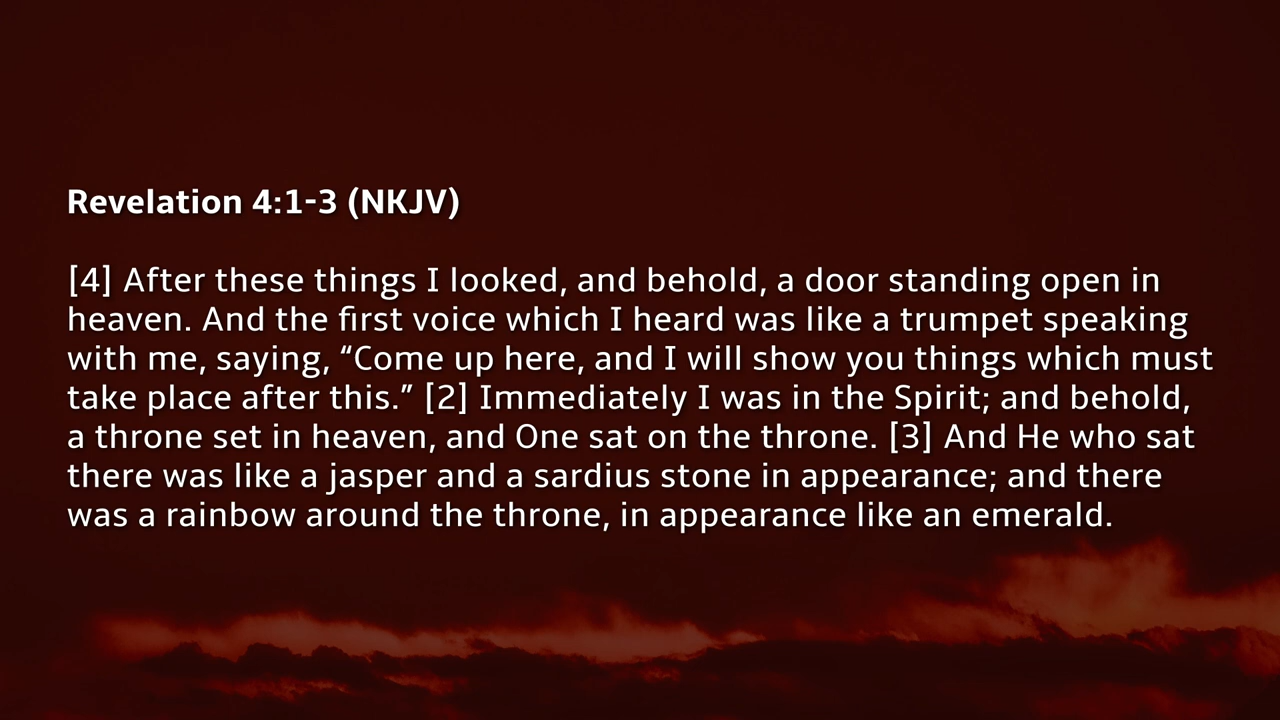 Revelation 4:1-3 (NKJV)
[4] After these things I looked, and behold, a door standing open in
heaven. And the first voice which I heard was like a trumpet speaking
with me, saying, “Come up here, and I will show you things which must
take place after this.” [2] Immediately I was in the Spirit; and behold,
a throne set in heaven, and One sat on the throne. [3] And He who sat
there was like a jasper and a sardius stone in appearance; and there
was a rainbow around the throne, in appearance like an emerald.